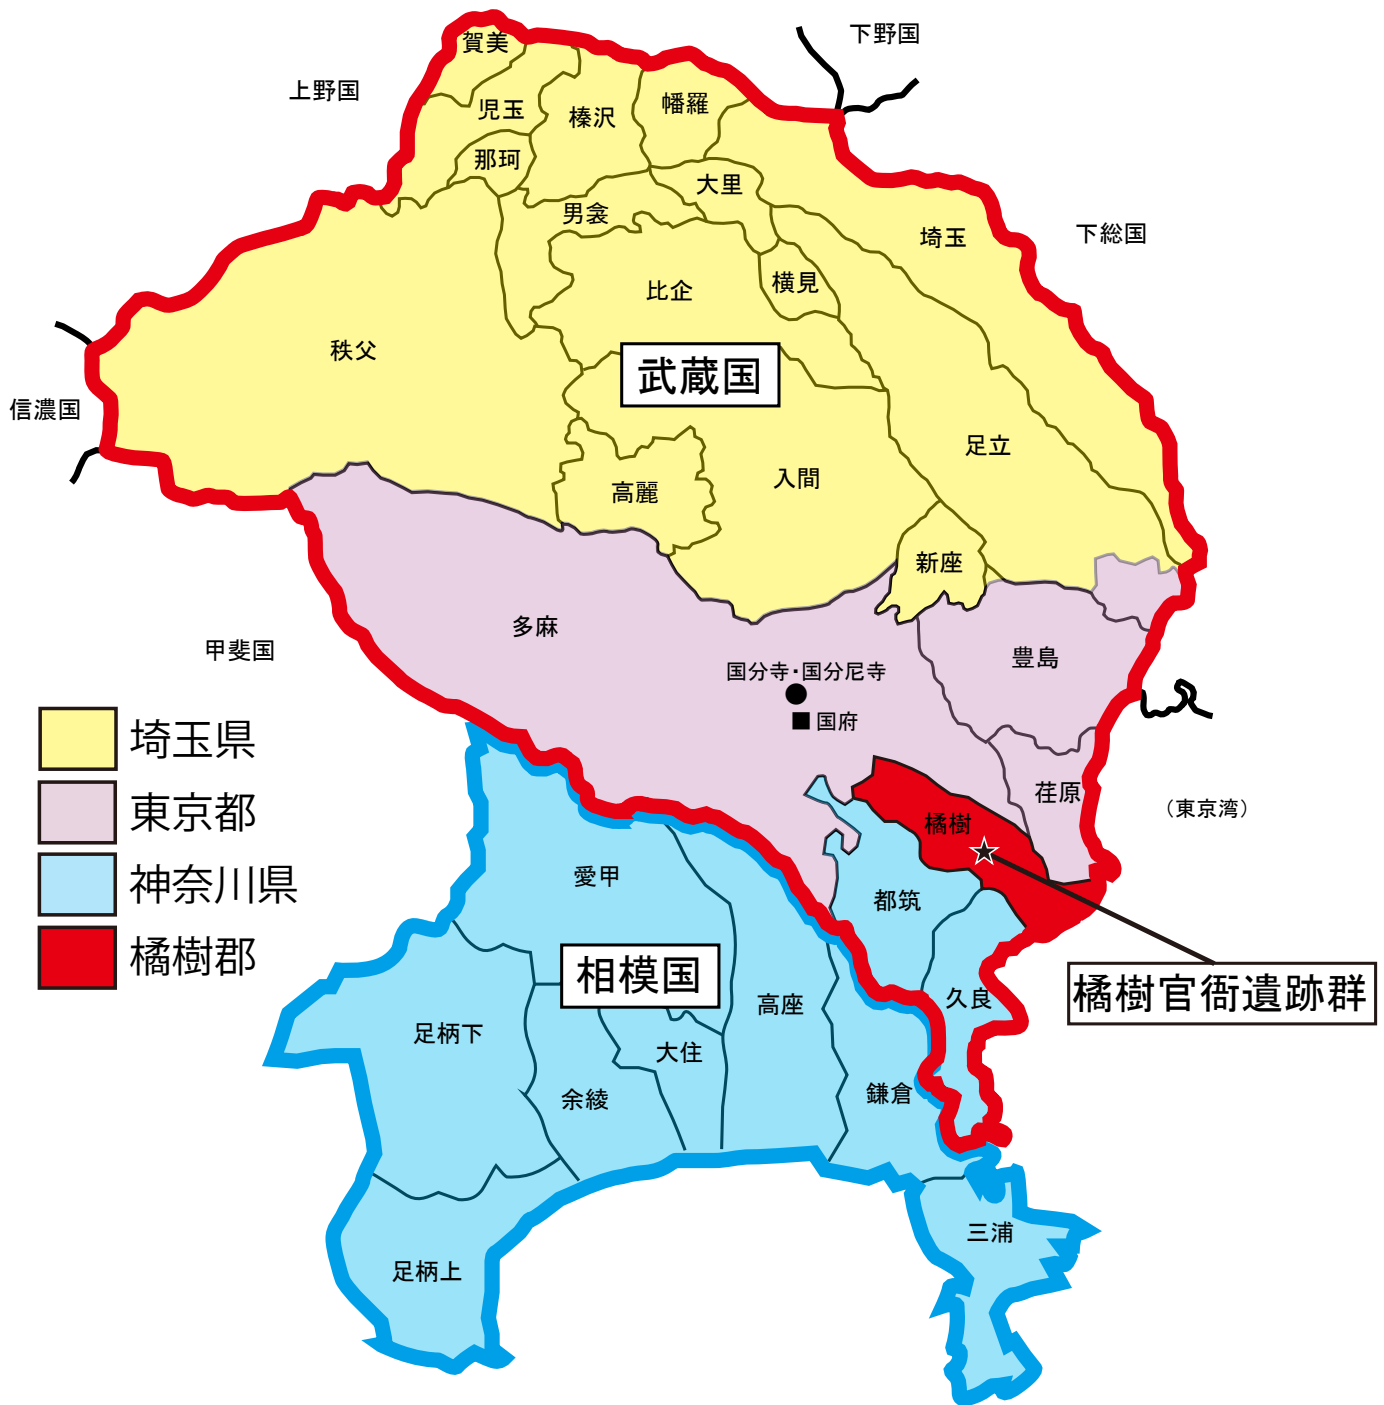 下野国
賀美
上野国
幡羅
児玉
榛沢
那珂
大里
男衾
下総国
埼玉
横見
比企
秩父
武蔵国
信濃国
足立
入間
高麗
新座
多麻
甲斐国
豊島
国分寺・国分尼寺
国府
埼玉県
荏原
(東京湾)
東京都
橘樹
愛甲
神奈川県
都筑
橘樹郡
相模国
橘樹官衙遺跡群
久良
高座
足柄下
大住
鎌倉
余綾
三浦
足柄上